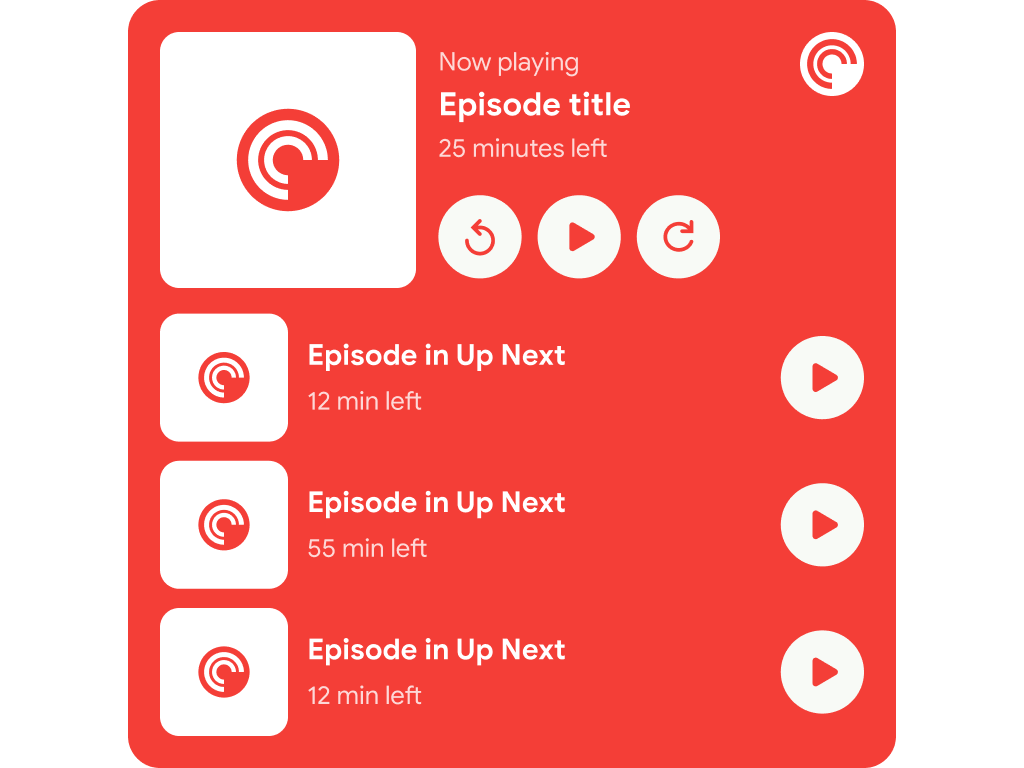 Now playing
Episode title
25 minutes left
Episode in Up Next
12 min left
Episode in Up Next
55 min left
Episode in Up Next
12 min left